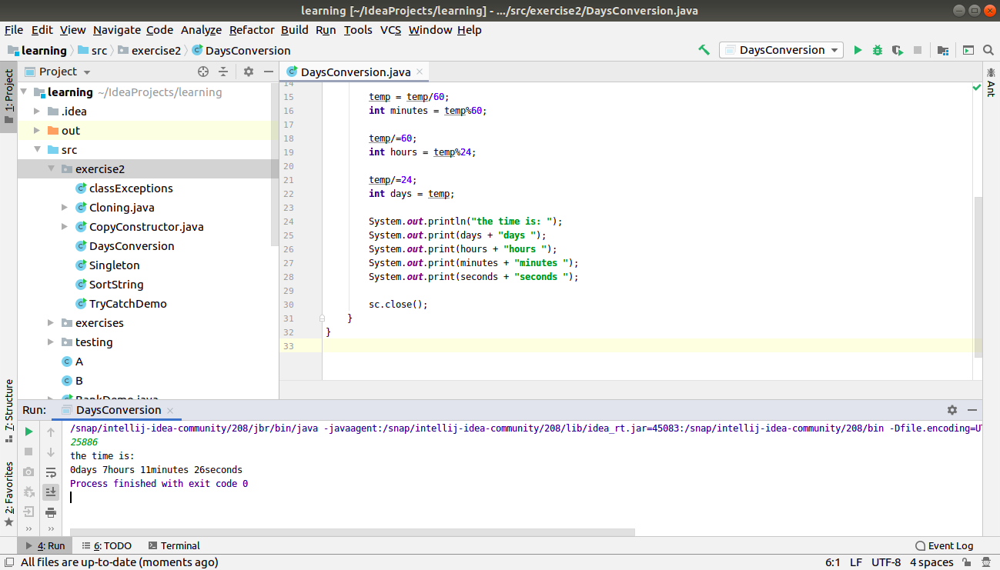 learning [~/IdeaProjects/learning] - .../src/exercise2/DaysConversion.java
File Edit View Navigate Code Analyze Refactor Build Run Tools VCS Window Help
learning src exercise2 DaysConversion
DaysConversion
1: Project
7: Structure
2: Favorites
Project
learning ~/IdeaProjects/learning
.idea
out
src
exercise2
classExceptions
Cloning.java
CopyConstructor.java
DaysConversion
Singleton
SortString
TryCatchDemo
exercises
testing
A
B
BankDemo.java
DaysConversion.java
14
15 temp = temp/60;
16 int minutes = temp%60;
17
18 temp/=60;
19 int hours = temp%24;
20
21 temp/=24;
22 int days = temp;
23
24 System.out.println("the time is: ");
25 System.out.print(days + "days ");
26 System.out.print(hours + "hours ");
27 System.out.print(minutes + "minutes ");
28 System.out.print(seconds + "seconds ");
29
30 sc.close();
31 }
32 }
33
Ant
Run: DaysConversion
/snap/intellij-idea-community/208/jbr/bin/java -javaagent:/snap/intellij-idea-community/208/lib/idea_rt.jar=45083:/snap/intellij-idea-community/208/bin -Dfile.encoding=UT
25886
the time is:
0days 7hours 11minutes 26seconds
Process finished with exit code 0
4: Run 6: TODO Terminal Event Log
All files are up-to-date (moments ago) 6:1 LF UTF-8 4 spaces